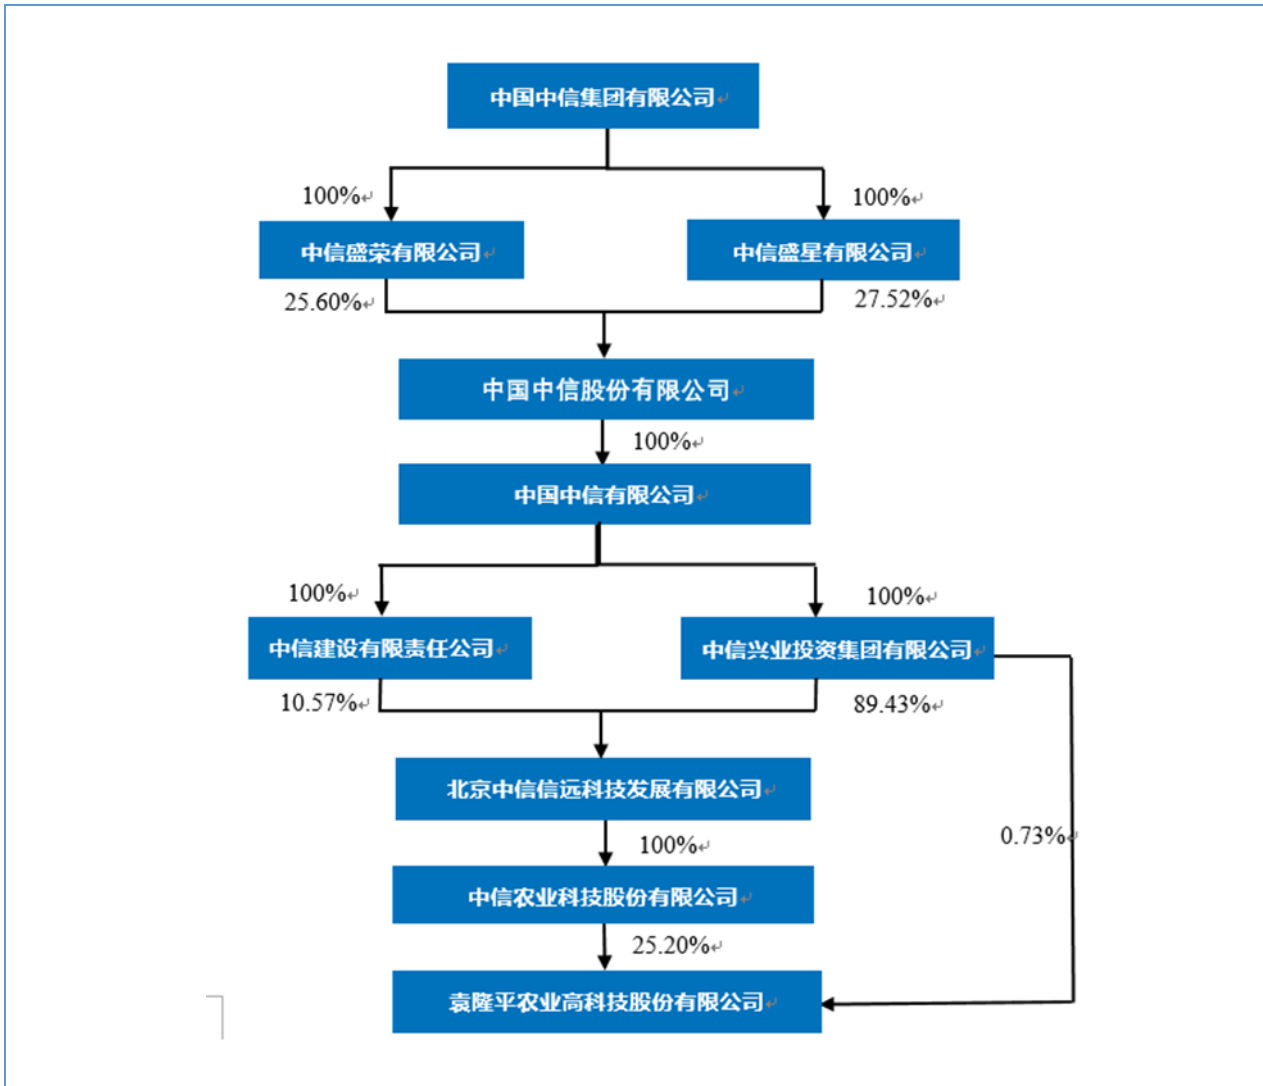 中国中信集团有限公司
100%
100%
中信盛荣有限公司
中信盛星有限公司
25.60%
27.52%
中国中信股份有限公司
100%
中国中信有限公司
100%
100%
中信建设有限责任公司
中信兴业投资集团有限公司
10.57%
89.43%
北京中信信远科技发展有限公司
0.73%
100%
中信农业科技股份有限公司
25.20%
袁隆平农业高科技股份有限公司